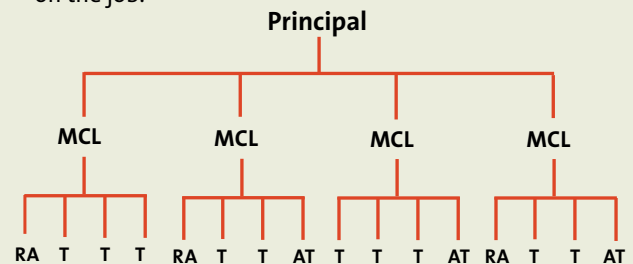 on the job.
Principal
MCL MCL MCL MCL
RA T T T RA T T AT T T T AT RA T T AT